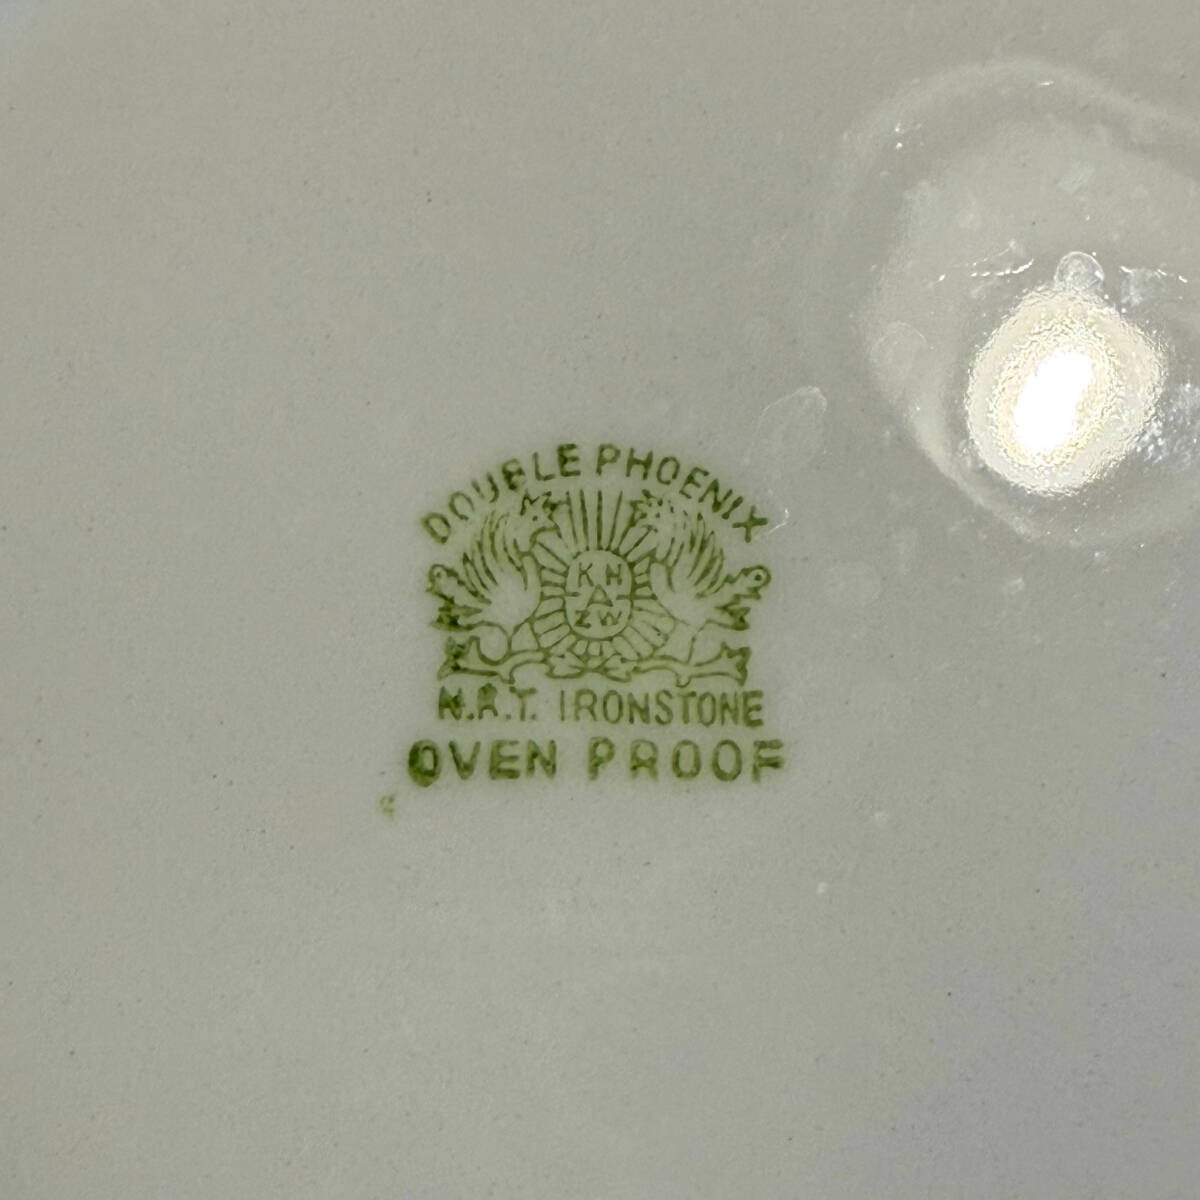 DOUBLE PHOENIX
K N
A
Z W
N.K.T. IRONSTONE
OVEN PROOF